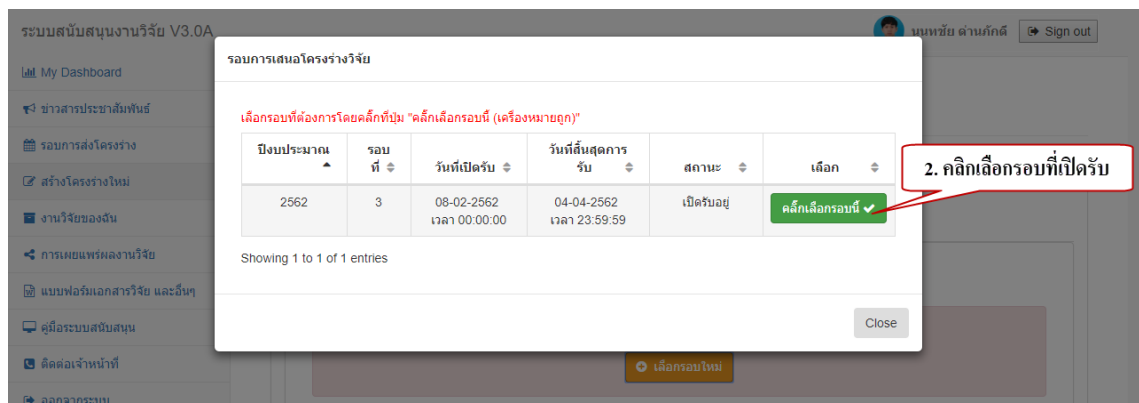 ระบบสนับสนุนงานวิจัย V3.0A
นนทชัย ด่านภักดี
Sign out
My Dashboard
ข่าวสารประชาสัมพันธ์
รอบการส่งโครงร่าง
สร้างโครงร่างใหม่
งานวิจัยของฉัน
การเผยแพร่ผลงานวิจัย
แบบฟอร์มเอกสารวิจัย และอื่นๆ
คู่มือระบบสนับสนุน
ติดต่อเจ้าหน้าที่
ออกจากระบบ
รอบการเสนอโครงร่างวิจัย
เลือกรอบที่ต้องการโดยคลิ๊กที่ปุ่ม "คลิ๊กเลือกรอบนี้ (เครื่องหมายถูก)"
ปีงบประมาณ
รอบ
ที่
วันที่เปิดรับ
วันที่สิ้นสุดการ
รับ
สถานะ
เลือก
2562
3
08-02-2562
เวลา 00:00:00
04-04-2562
เวลา 23:59:59
เปิดรับอยู่
คลิ๊กเลือกรอบนี้
Showing 1 to 1 of 1 entries
Close
เลือกรอบใหม่
2. คลิกเลือกรอบที่เปิดรับ